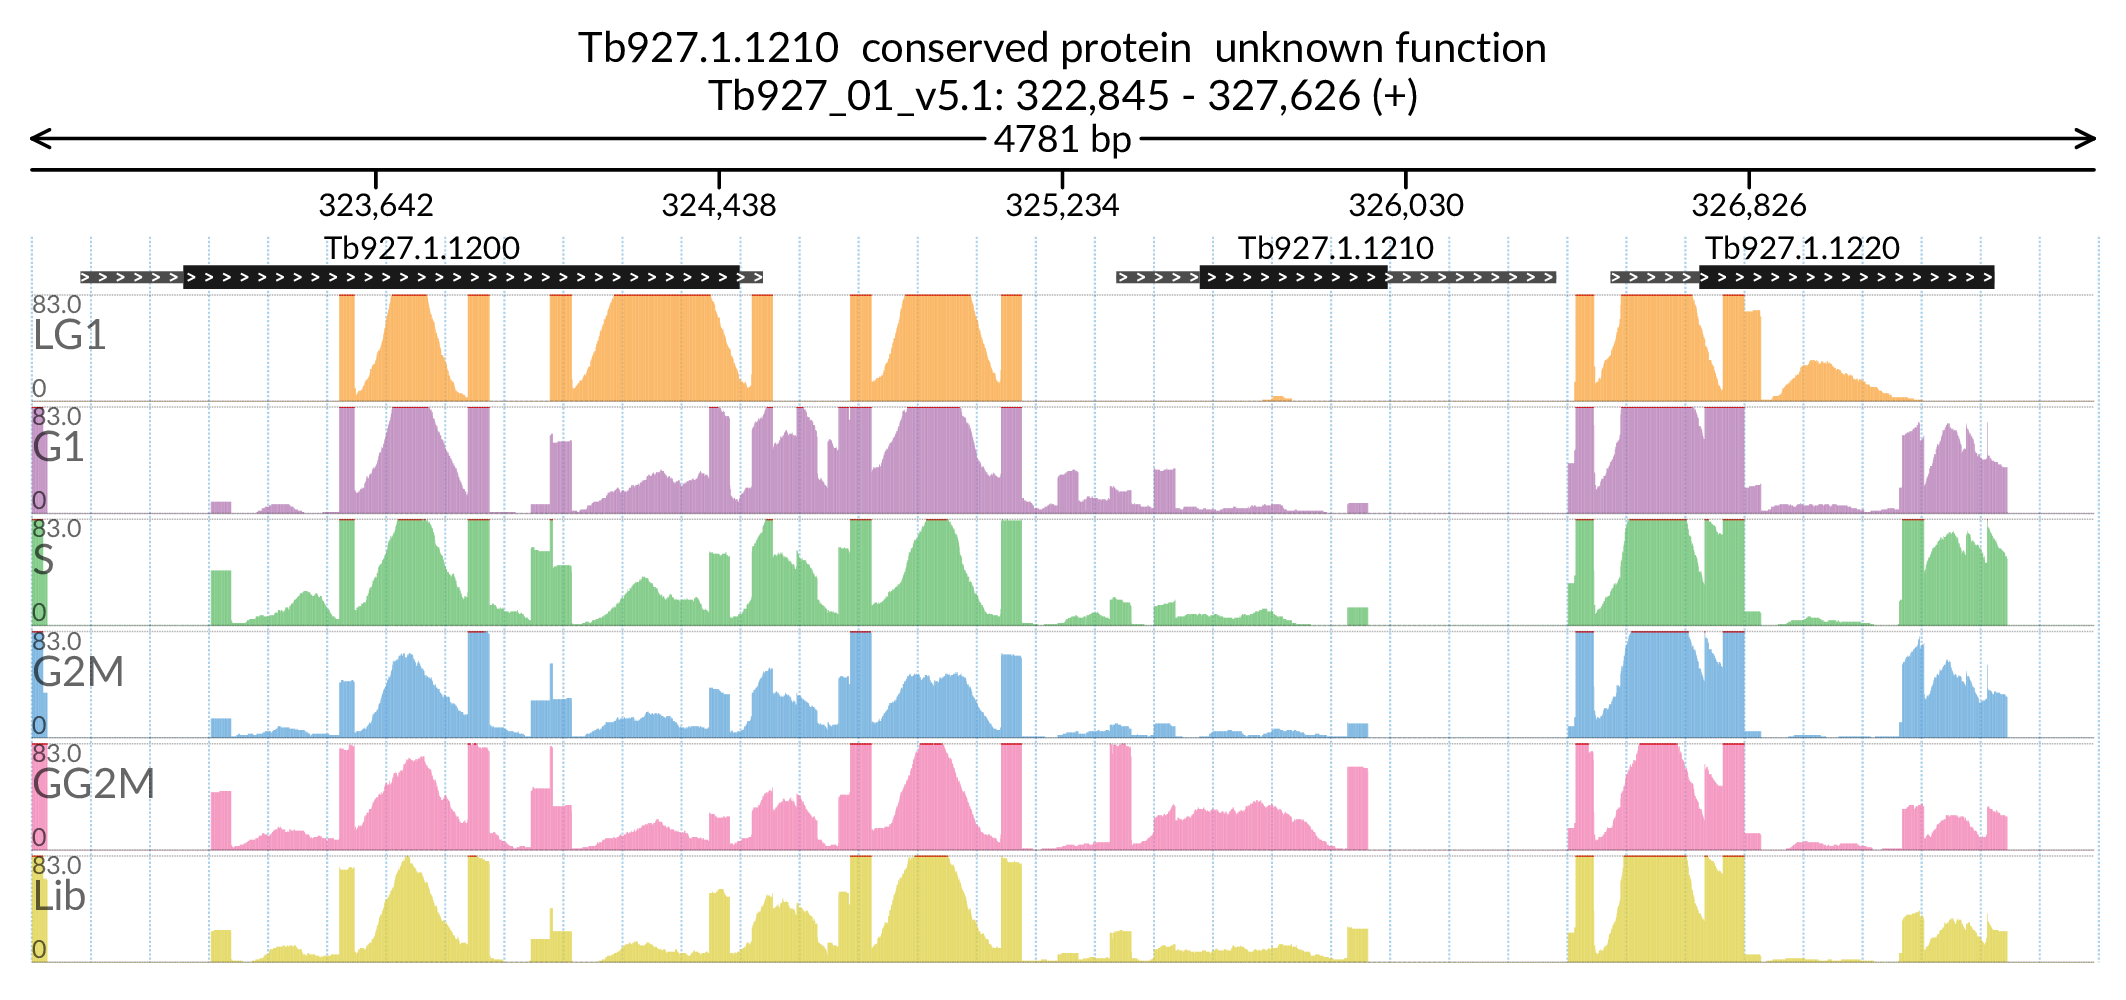 Tb927.1.1210  conserved protein  unknown function
Tb927_01_v5.1: 322,845 - 327,626 (+)
4781 bp
323,642 324,438 325,234 326,030 326,826
Tb927.1.1200 Tb927.1.1210 Tb927.1.1220
83.0
LG1
0
83.0
G1
0
83.0
S
0
83.0
G2M
0
83.0
GG2M
0
83.0
Lib
0